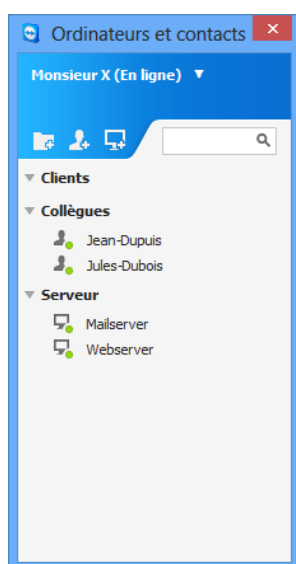 Ordinateurs et contacts
Monsieur X (En ligne)
Clients
Collègues
Jean-Dupuis
Jules-Dubois
Serveur
Mailserver
Webserver